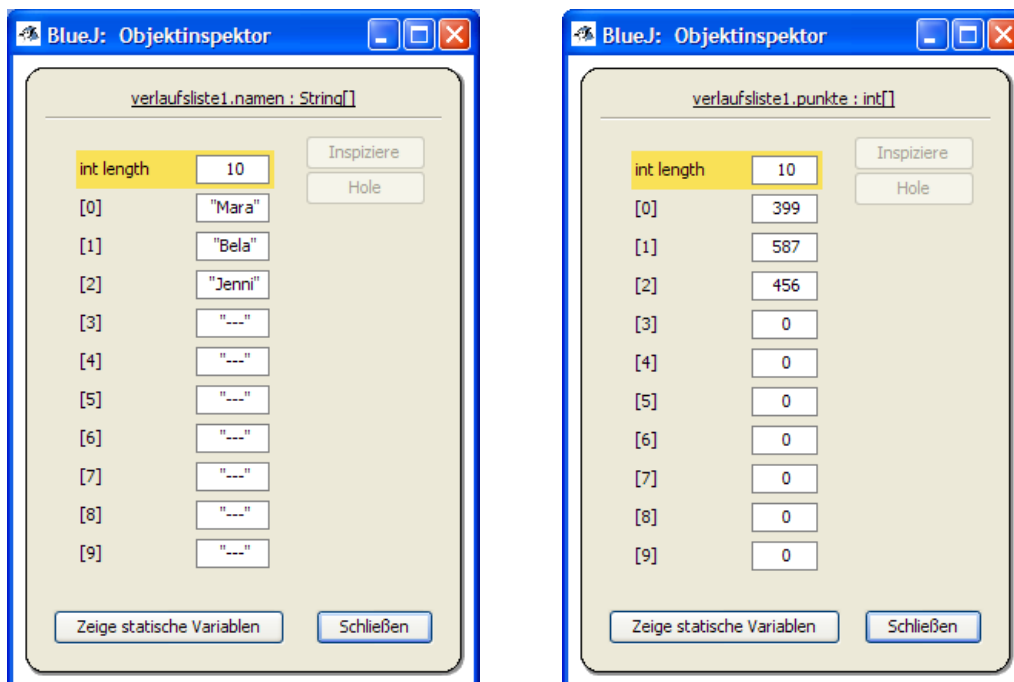 BlueJ: Objektinspektor
verlaufsliste1.namen : String[]
int length 10
Inspiziere
Hole
[0] "Mara"
[1] "Bela"
[2] "Jenni"
[3] "---"
[4] "---"
[5] "---"
[6] "---"
[7] "---"
[8] "---"
[9] "---"
Zeige statische Variablen Schließen
BlueJ: Objektinspektor
verlaufsliste1.punkte : int[]
int length 10
Inspiziere
Hole
[0] 399
[1] 587
[2] 456
[3] 0
[4] 0
[5] 0
[6] 0
[7] 0
[8] 0
[9] 0
Zeige statische Variablen Schließen